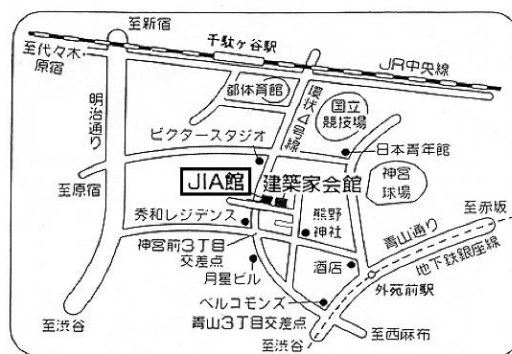 至新宿
千駄ヶ谷駅
至代々木・
原宿
JR中央線
都体育館
環状4号線
国立
競技場
明治通り
ビクタースタジオ
日本青年館
JIA館
建築家会館
神宮
球場
至原宿
秀和レジデンス
熊野
神社
青山通り
至赤坂
神宮前3丁目
交差点
地下鉄銀座線
月星ビル
酒店
外苑前駅
ベルコモンズ
青山3丁目交差点
至西麻布
至渋谷
至渋谷